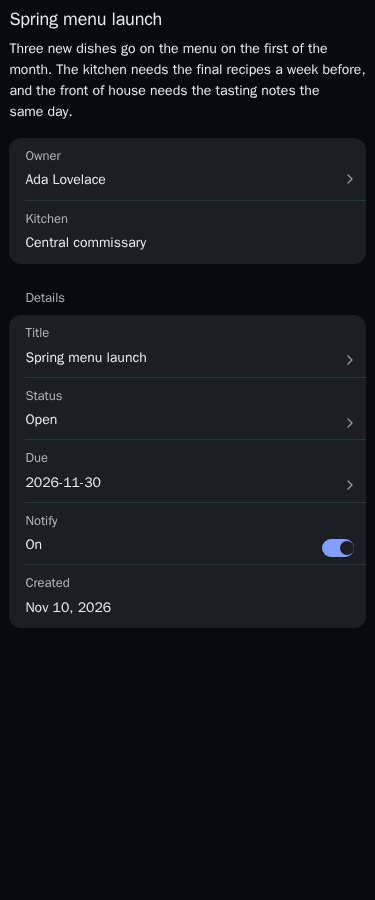 Spring menu launch
Three new dishes go on the menu on the first of the
month. The kitchen needs the final recipes a week before,
and the front of house needs the tasting notes the
same day.
Owner
Ada Lovelace
Kitchen
Central commissary
Details
Title
Spring menu launch
Status
Open
Due
2026-11-30
Notify
On
Created
Nov 10, 2026